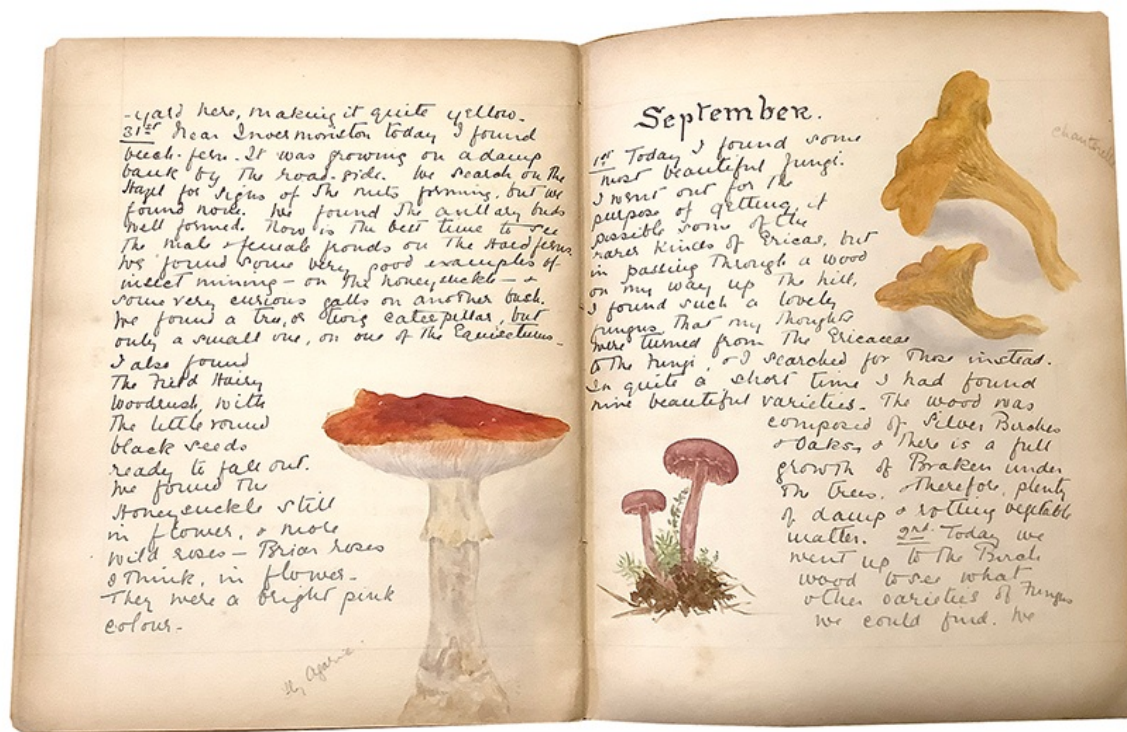 -yard here, making it quite yellow.
31st Near Invermoriston today I found
beech-fern. It was growing on a damp
bank by the road-side. We search on the
Hazel for signs of the nuts forming, but we
found none. We found the axillary buds
well formed. Now is the best time to see
the male & female fronds on the Hard ferns.
We found some very good examples of
insect mining - on the honeysuckle - &
some very curious galls on another bush.
We found a tree, or twig caterpillar, but
only a small one, on one of the Equisetums-
I also found
The Field Hairy
Woodrush, with
the little round
black seeds
ready to fall out.
We found the
Honeysuckle still
in flower, & more
wild roses - Briar roses
I think, in flower-
They were a bright pink
colour-
fly Agaric
September.
1st Today I found some
most beautiful fungi.
I went out for the
purpose of getting, if
possible some of the
rarer kinds of Ericas, but
in passing through a wood
on my way up the hill,
I found such a lovely
fungus that my thoughts
were turned from the Ericaceae
to the Fungi, & I searched for those instead.
In quite a short time I had found
nine beautiful varieties. The wood was
composed of Silver Birches
& Oaks, & there is a full
growth of Braken under
the trees, & therefore, plenty
of damp & rotting vegetable
matter. 2nd Today we
went up to the Birch
wood to see what
other varieties of Fungus
we could find. We
chantrelle